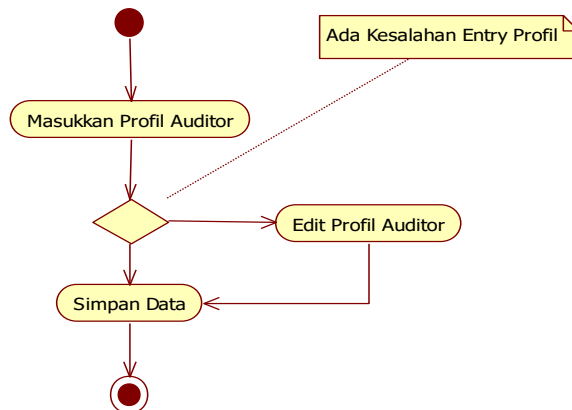 Ada Kesalahan Entry Profil
Masukkan Profil Auditor
Edit Profil Auditor
Simpan Data